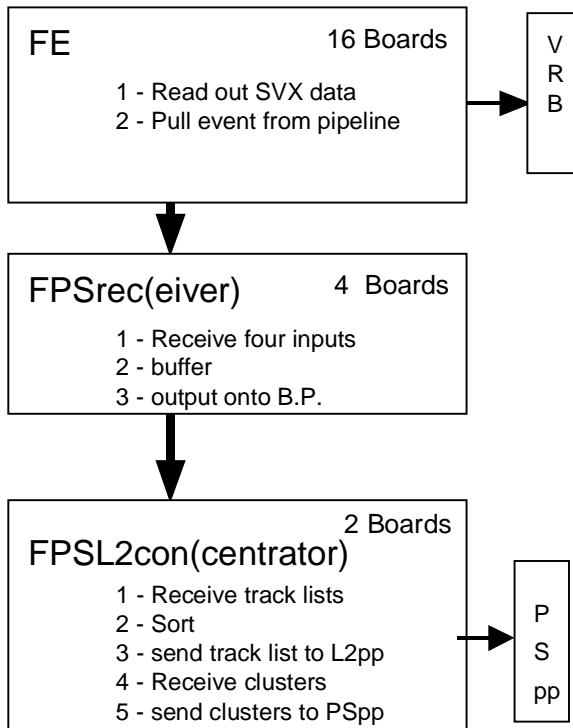 FE 16 Boards
1 - Read out SVX data
2 - Pull event from pipeline
V
R
B
FPSrec(eiver) 4 Boards
1 - Receive four inputs
2 - buffer
3 - output onto B.P.
2 Boards
FPSL2con(centrator)
1 - Receive track lists
2 - Sort
3 - send track list to L2pp
4 - Receive clusters
5 - send clusters to PSpp
P
S
pp